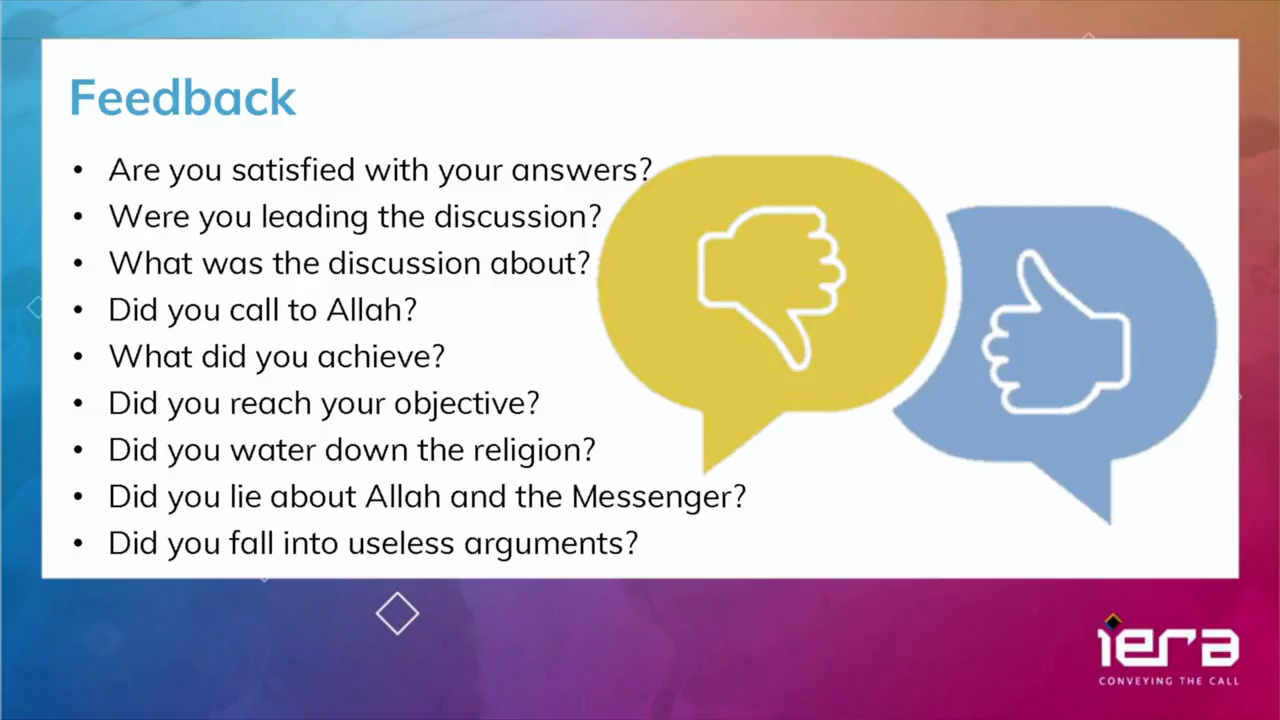 Feedback
• Are you satisfied with your answers?
• Were you leading the discussion?
• What was the discussion about?
• Did you call to Allah?
• What did you achieve?
• Did you reach your objective?
• Did you water down the religion?
• Did you lie about Allah and the Messenger?
• Did you fall into useless arguments?
iera
CONVEYING THE CALL